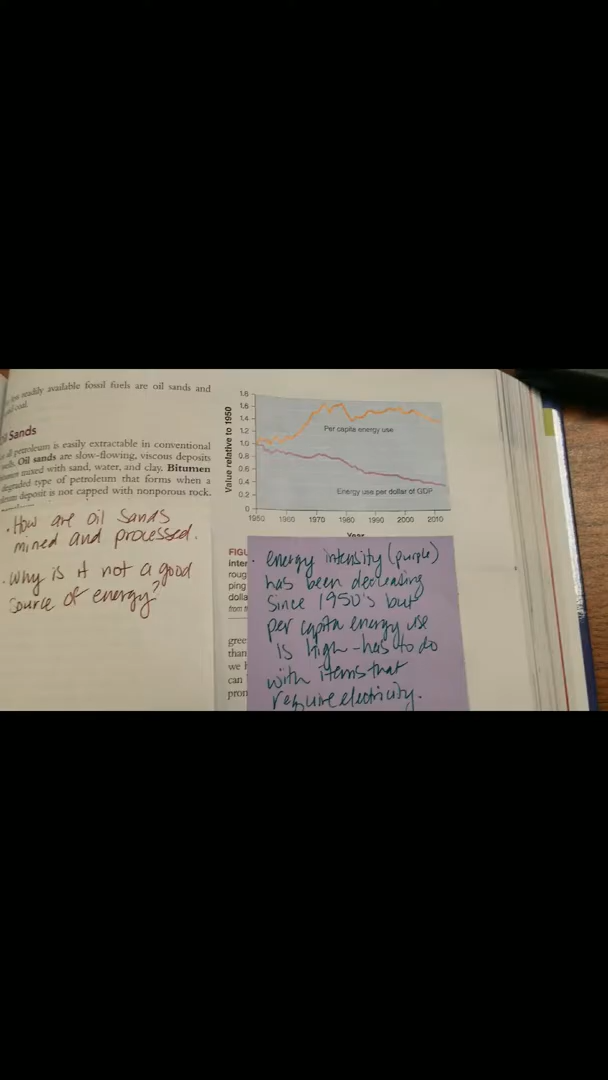 readily available fossil fuels are oil sands and
coal.
Sands
petroleum is easily extractable in conventional
Oil sands are slow-flowing, viscous deposits
mixed with sand, water, and clay. Bitumen
degraded type of petroleum that forms when a
deposit is not capped with nonporous rock.
• How are oil sands
mined and processed.
• Why is it not a good
source of energy?
Value relative to 1950
1.6
1.6
1.4
1.2
1.0
0.8
0.6
0.4
0.2
0
Per capita energy use
Energy use per dollar of GDP
1950 1960 1970 1980 1990 2000 2010
Year
FIGU
inten
roug
ping
dolla
from
• energy intensity (purple)
has been decreasing
since 1950's but
per capita energy use
is high - has to do
with items that
require electricity.
gree
than
we h
can
pron